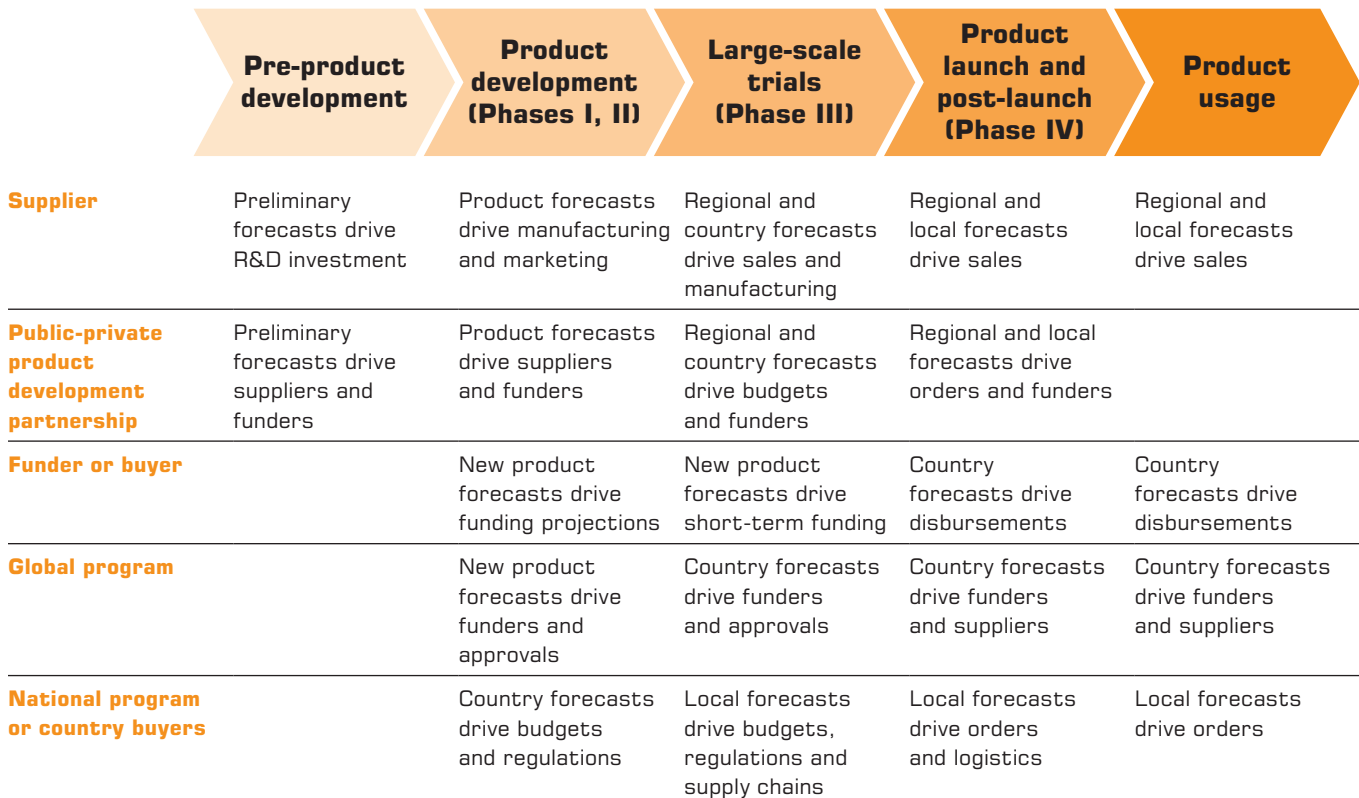 Pre-product
development
Product
development
(Phases I, II)
Large-scale
trials
(Phase III)
Product
launch and
post-launch
(Phase IV)
Product
usage
Supplier
Preliminary
forecasts drive
R&D investment
Product forecasts
drive manufacturing
and marketing
Regional and
country forecasts
drive sales and
manufacturing
Regional and
local forecasts
drive sales
Regional and
local forecasts
drive sales
Public-private
product
development
partnership
Preliminary
forecasts drive
suppliers and
funders
Product forecasts
drive suppliers
and funders
Regional and
country forecasts
drive budgets
and funders
Regional and local
forecasts drive
orders and funders
Funder or buyer
New product
forecasts drive
funding projections
New product
forecasts drive
short-term funding
Country
forecasts drive
disbursements
Country
forecasts drive
disbursements
Global program
New product
forecasts drive
funders and
approvals
Country forecasts
drive funders
and approvals
Country forecasts
drive funders
and suppliers
Country forecasts
drive funders
and suppliers
National program
or country buyers
Country forecasts
drive budgets
and regulations
Local forecasts
drive budgets,
regulations and
supply chains
Local forecasts
drive orders
and logistics
Local forecasts
drive orders